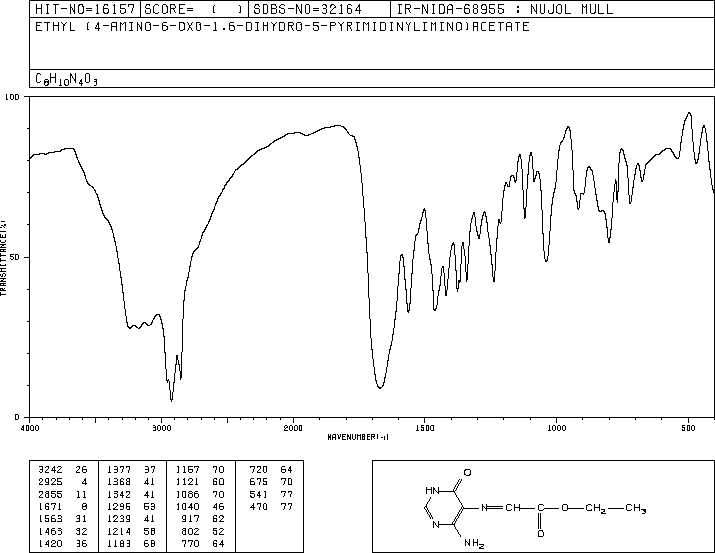 HIT-NO=16157 SCORE= ( ) SDBS-NO=32164 IR-NIDA-68955 : NUJOL MULL
ETHYL (4-AMINO-6-OXO-1,6-DIHYDRO-5-PYRIMIDINYLIMINO)ACETATE
C8H10N4O3
100
TRANSMITTANCE(%)
50
0
4000 3000 2000 1500 1000 500
WAVENUMBER(-1)
3242 26 1377 37 1157 70 720 64
2925 4 1368 41 1121 60 675 70
2855 11 1342 41 1086 70 541 77
1671 8 1296 53 1040 46 470 77
1563 31 1239 41 917 62
1463 32 1214 58 802 52
1420 36 1183 68 770 64
O
HN N CH O CH2 CH3
N O
NH2